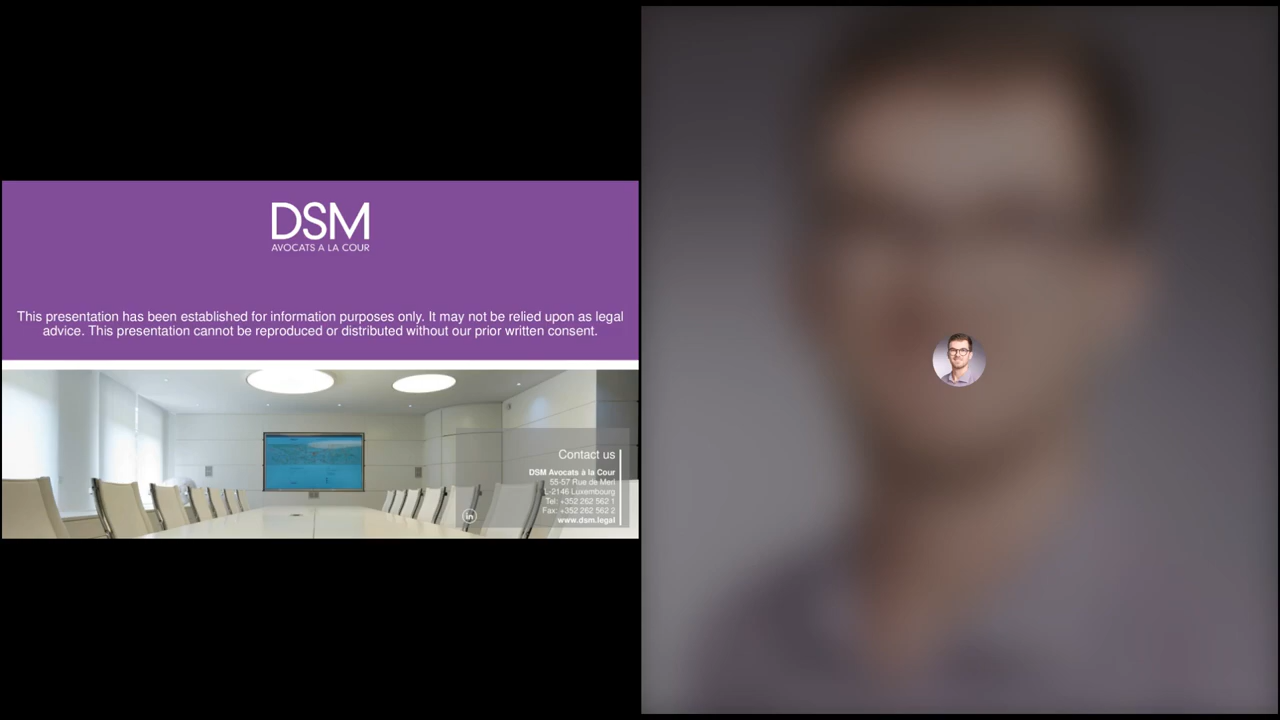 DSM
AVOCATS A LA COUR
This presentation has been established for information purposes only. It may not be relied upon as legal
advice. This presentation cannot be reproduced or distributed without our prior written consent.
Contact us
DSM Avocats à la Cour
55-57 Rue de Merl
L-2146 Luxembourg
Tel: +352 262 562 1
Fax: +352 262 562 2
www.dsm.legal
in